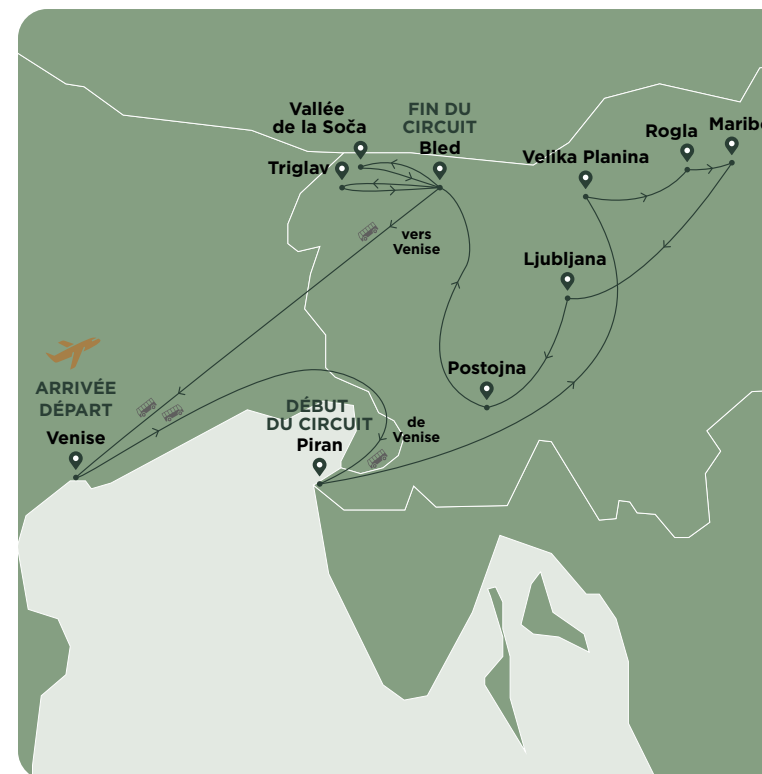 Vallée
de la Soča
FIN DU
CIRCUIT
Bled
Triglav
Velika Planina
Rogla
vers
Venise
Ljubljana
Postojna
ARRIVÉE
DÉPART
Venise
DÉBUT
DU CIRCUIT
Piran
de
Venise